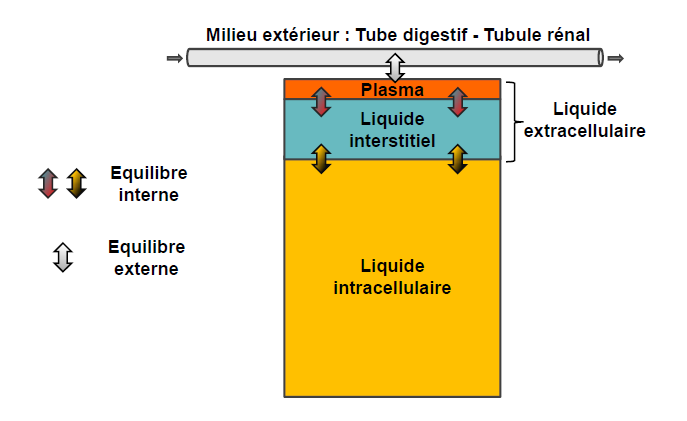 Milieu extérieur : Tube digestif - Tubule rénal
Plasma
Liquide
interstitiel
Liquide
extracellulaire
Equilibre
interne
Equilibre
externe
Liquide
intracellulaire